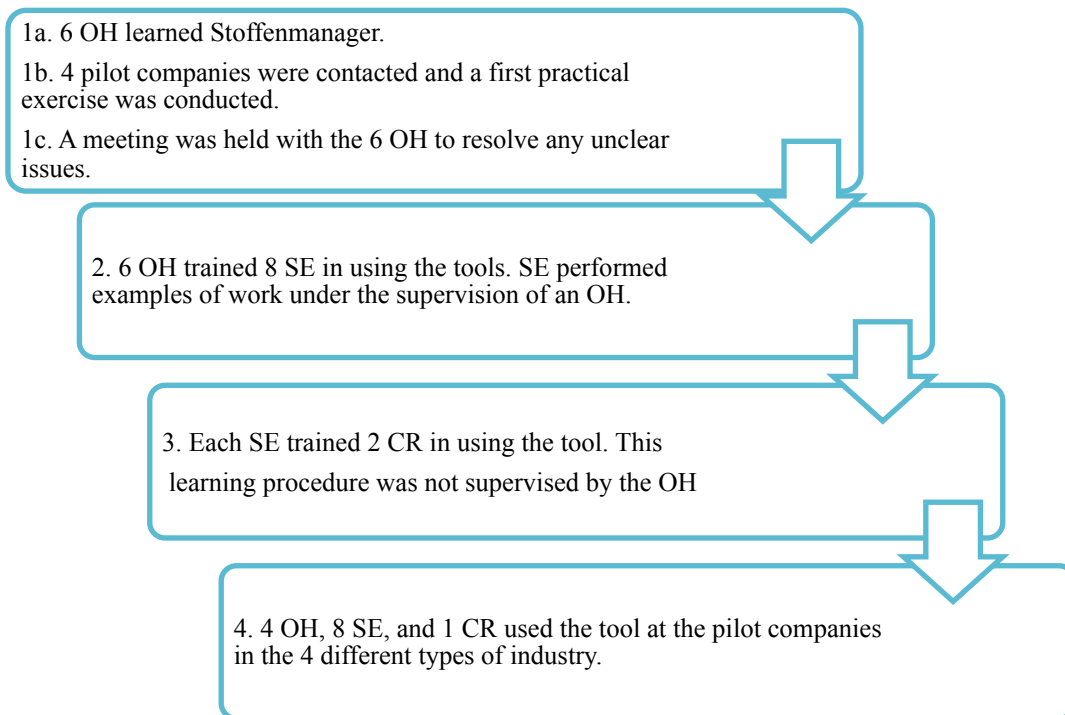 1a. 6 OH learned Stoffenmanager.
1b. 4 pilot companies were contacted and a first practical
exercise was conducted.
1c. A meeting was held with the 6 OH to resolve any unclear
issues.
2. 6 OH trained 8 SE in using the tools. SE performed
examples of work under the supervision of an OH.
3. Each SE trained 2 CR in using the tool. This
learning procedure was not supervised by the OH
4. 4 OH, 8 SE, and 1 CR used the tool at the pilot companies
in the 4 different types of industry.